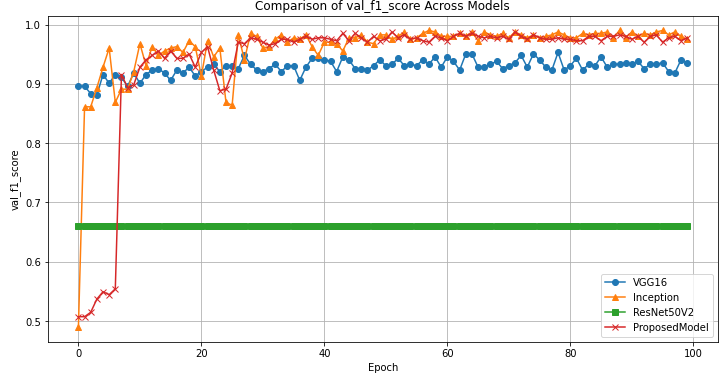 Comparison of val_f1_score Across Models
1.0
0.9
0.8
0.7
0.6
0.5
val_f1_score
0
20
40
60
80
100
Epoch
VGG16
Inception
ResNet50V2
ProposedModel